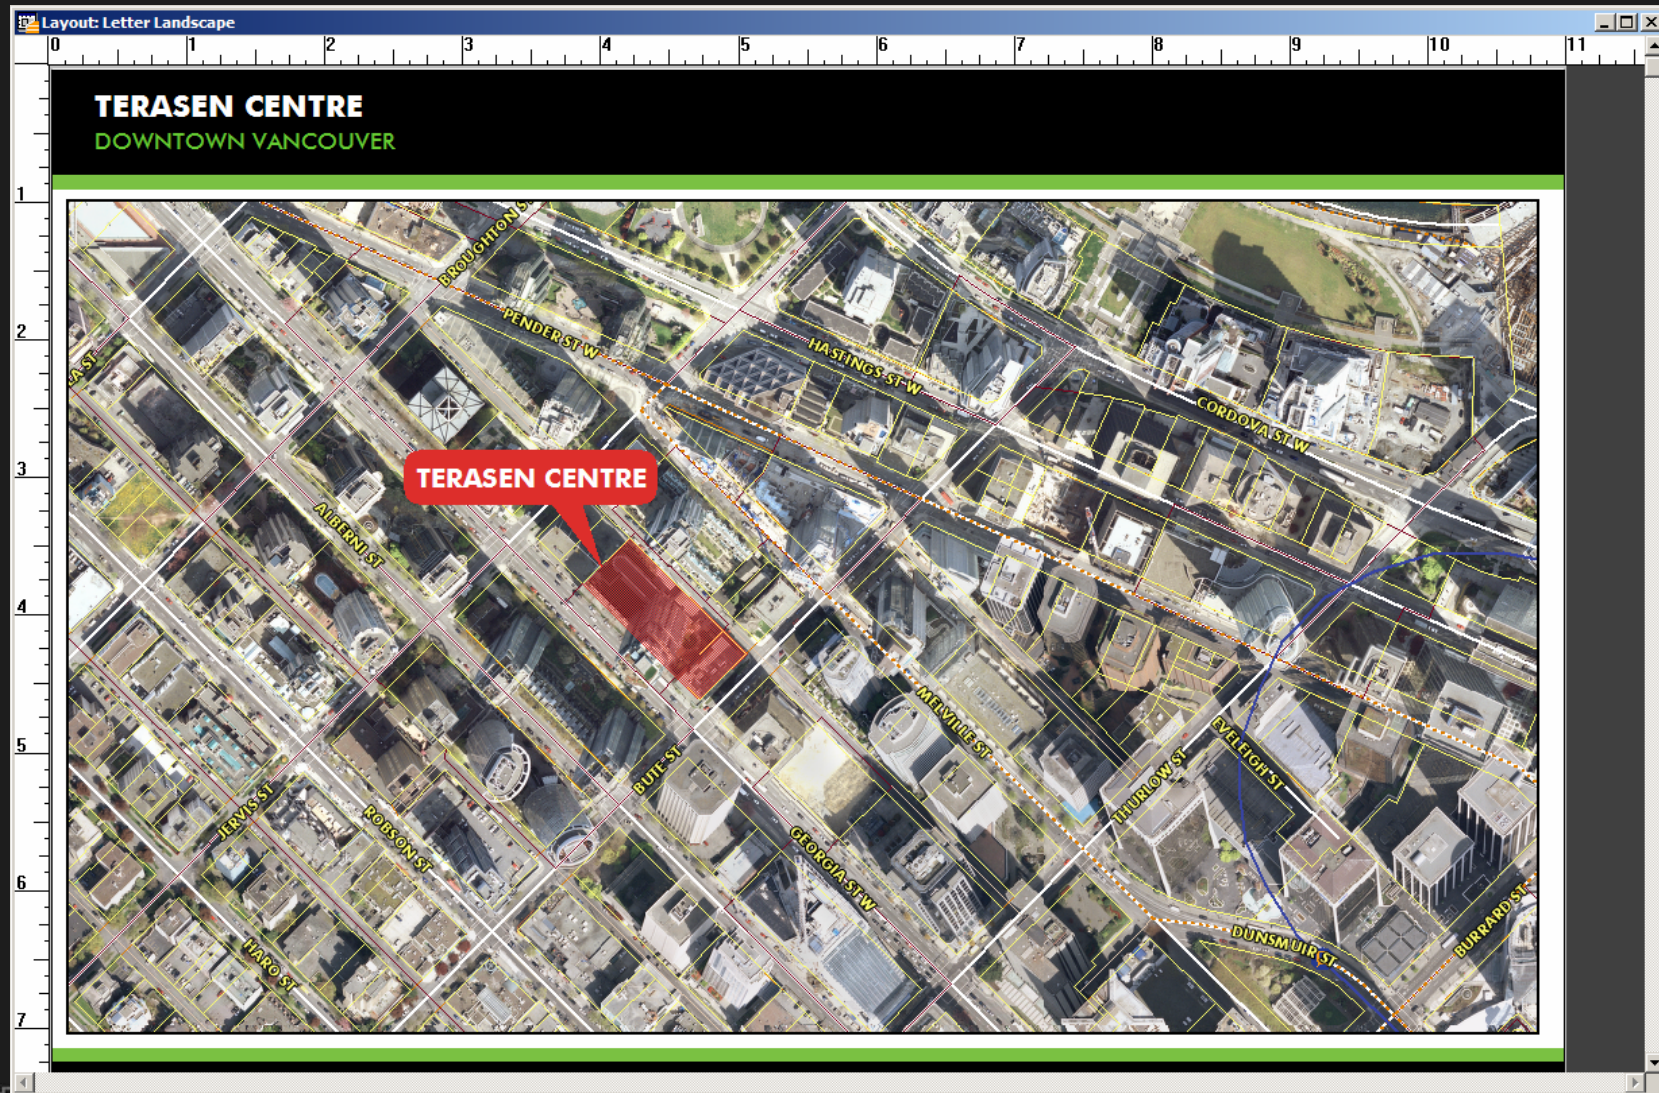 Layout: Letter Landscape
0 1 2 3 4 5 6 7 8 9 10 11
TERASEN CENTRE
DOWNTOWN VANCOUVER
1
2
3
4
5
6
7
BROUGHTON S
PENDER ST W
HASTINGS ST W
CORDOVA ST W
A ST
TERASEN CENTRE
ALBERNI ST
MELVILLE ST
EVELEIGH ST
THURLOW ST
BUTE ST
JERVIS ST
ROBSON ST
GEORGIA ST W
BURRARD ST
DUNSMUIR ST
HARO ST